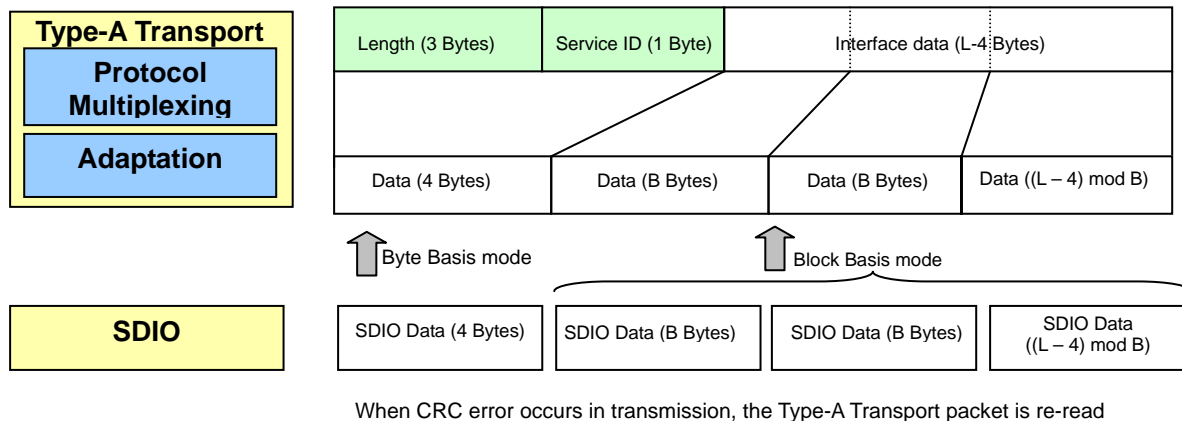 Type-A Transport
Protocol
Multiplexing
Adaptation
Length (3 Bytes)
Service ID (1 Byte)
Interface data (L-4 Bytes)
Data (4 Bytes)
Data (B Bytes)
Data (B Bytes)
Data ((L – 4) mod B)
Byte Basis mode
Block Basis mode
SDIO
SDIO Data (4 Bytes)
SDIO Data (B Bytes)
SDIO Data (B Bytes)
SDIO Data
((L – 4) mod B)
When CRC error occurs in transmission, the Type-A Transport packet is re-read